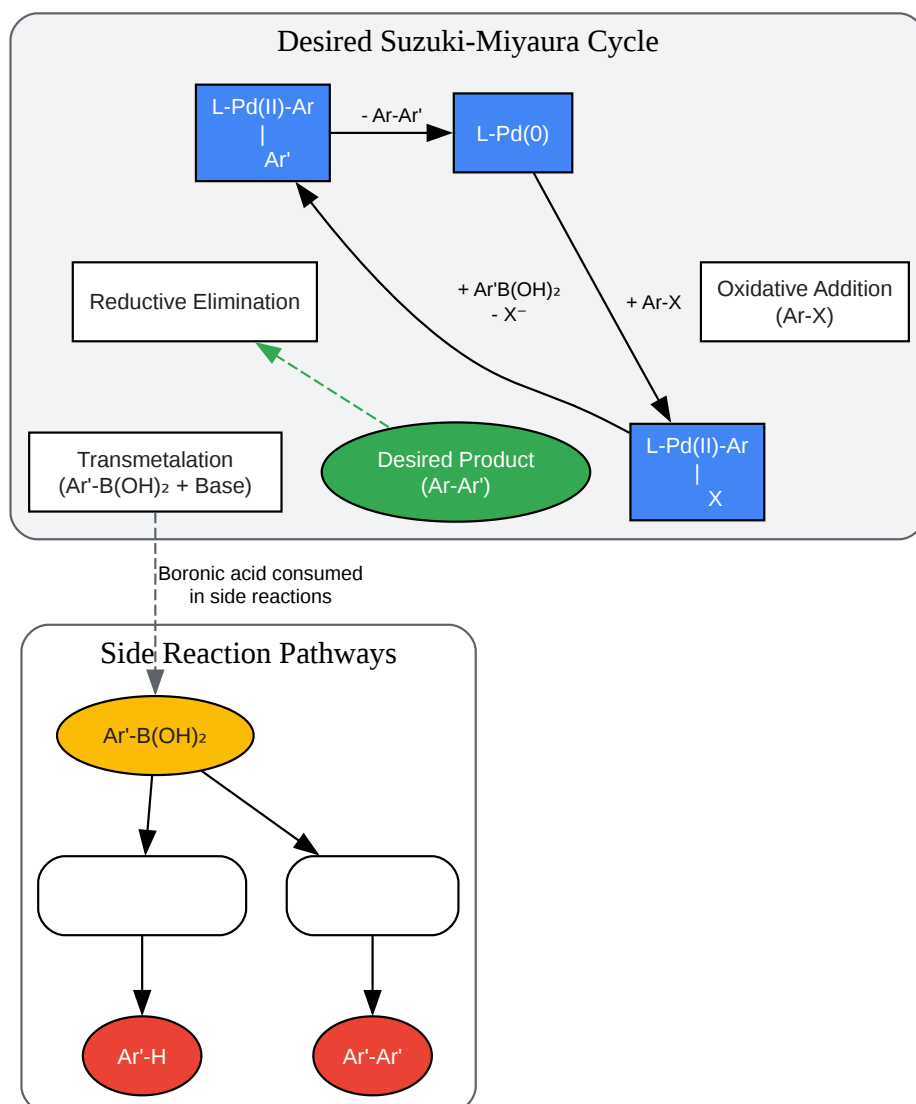 Desired Suzuki-Miyaura Cycle
L-Pd(II)-Ar
|
Ar'
- Ar-Ar'
L-Pd(0)
Reductive Elimination
+ Ar'B(OH)₂
- X⁻
+ Ar-X
Oxidative Addition
(Ar-X)
Transmetalation
(Ar'-B(OH)₂ + Base)
Desired Product
(Ar-Ar')
L-Pd(II)-Ar
|
X
Boronic acid consumed
in side reactions
Side Reaction Pathways
Ar'-B(OH)₂
Ar'-H
Ar'-Ar'